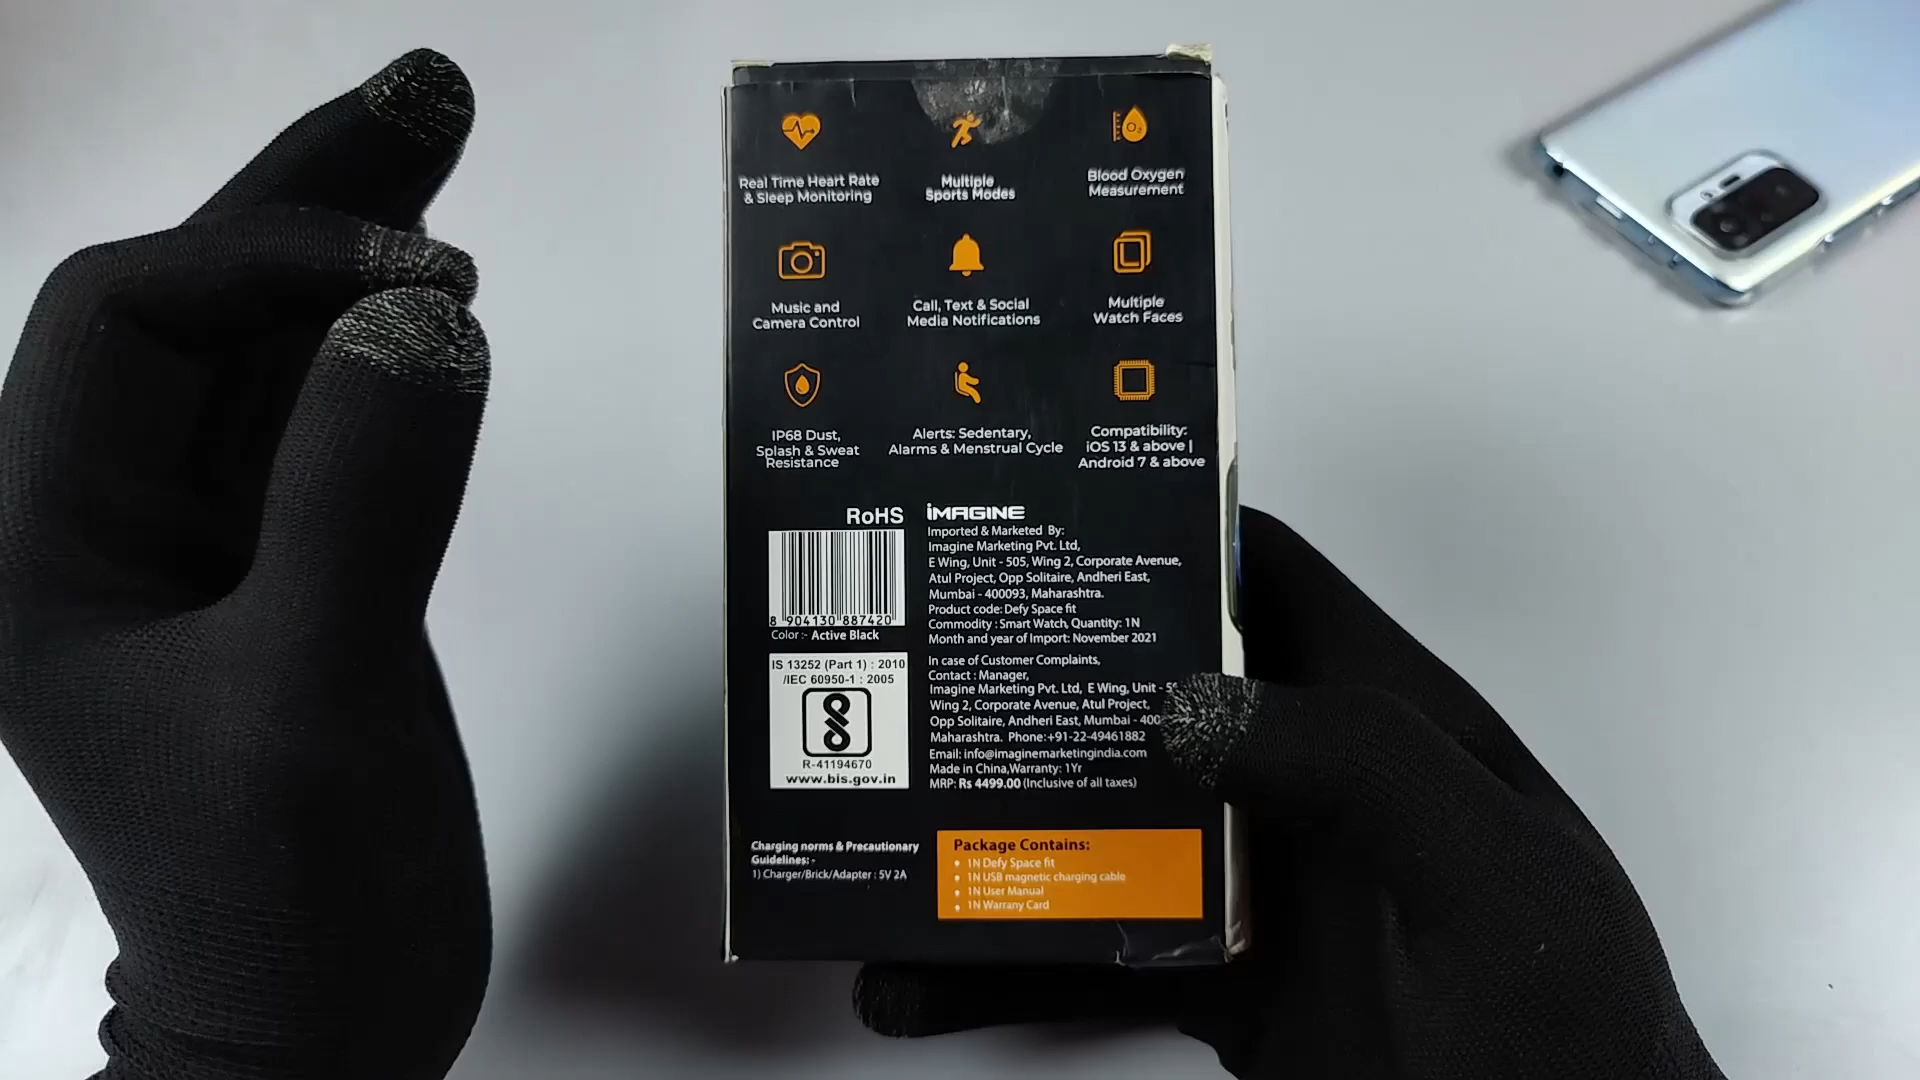 Real Time Heart Rate
& Sleep Monitoring
Multiple
Sports Modes
Blood Oxygen
Measurement
Music and
Camera Control
Call, Text & Social
Media Notifications
Multiple
Watch Faces
IP68 Dust,
Splash & Sweat
Resistance
Alerts: Sedentary,
Alarms & Menstrual Cycle
Compatibility:
iOS 13 & above |
Android 7 & above
RoHS
8 904130 887420
Color :- Active Black
IS 13252 (Part 1) : 2010
/IEC 60950-1 : 2005
R-41194670
www.bis.gov.in
iMAGINE
Imported & Marketed By:
Imagine Marketing Pvt. Ltd,
E Wing, Unit - 505, Wing 2, Corporate Avenue,
Atul Project, Opp Solitaire, Andheri East,
Mumbai - 400093, Maharashtra.
Product code: Defy Space fit
Commodity : Smart Watch, Quantity: 1N
Month and year of Import: November 2021
In case of Customer Complaints,
Contact : Manager,
Imagine Marketing Pvt. Ltd, E Wing, Unit -
Wing 2, Corporate Avenue, Atul Project,
Opp Solitaire, Andheri East, Mumbai - 400
Maharashtra. Phone:+91-22-49461882
Email: info@imaginemarketingindia.com
Made in China,Warranty: 1Yr
MRP: Rs 4499.00 (Inclusive of all taxes)
Charging norms & Precautionary
Guidelines: -
1) Charger/Brick/Adapter : 5V 2A
Package Contains:
• 1N Defy Space fit
• 1N USB magnetic charging cable
• 1N User Manual
• 1N Warrany Card